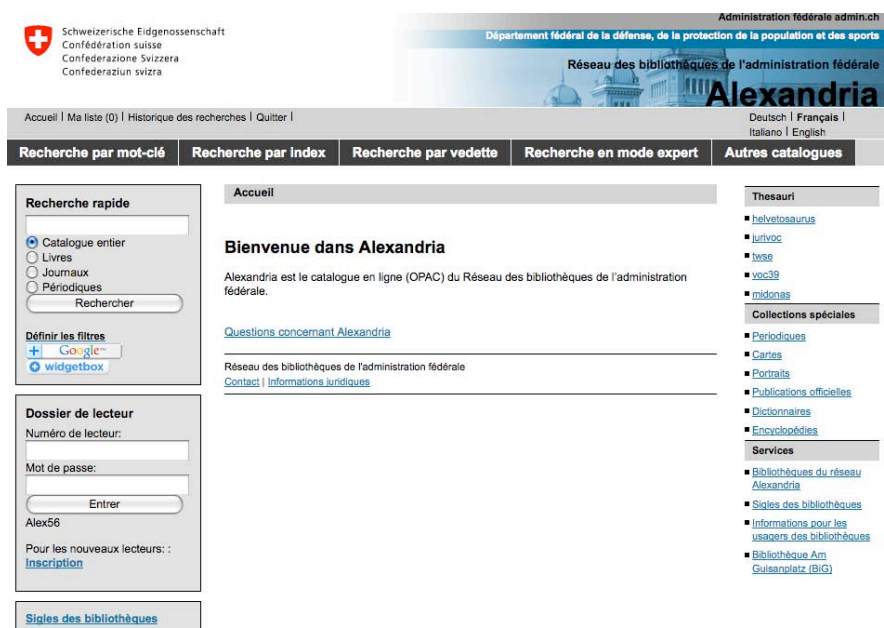 Schweizerische Eidgenossenschaft
Confédération suisse
Confederazione Svizzera
Confederaziun svizra
Administration fédérale admin.ch
Département fédéral de la défense, de la protection de la population et des sports
Réseau des bibliothèques de l'administration fédérale
Alexandria
Accueil | Ma liste (0) | Historique des recherches | Quitter |
Deutsch | Français |
Italiano | English
Recherche par mot-clé
Recherche par index
Recherche par vedette
Recherche en mode expert
Autres catalogues
Recherche rapide
Catalogue entier
Livres
Journaux
Périodiques
Rechercher
Définir les filtres
Google
widgetbox
Dossier de lecteur
Numéro de lecteur:
Mot de passe:
Entrer
Alex56
Pour les nouveaux lecteurs: :
Inscription
Sigles des bibliothèques
Accueil
Bienvenue dans Alexandria
Alexandria est le catalogue en ligne (OPAC) du Réseau des bibliothèques de l'administration
fédérale.
Questions concernant Alexandria
Réseau des bibliothèques de l'administration fédérale
Contact | Informations juridiques
Thesauri
helvetosaurus
jurivoc
twse
voc39
midonas
Collections spéciales
Periodiques
Cartes
Portraits
Publications officielles
Dictionnaires
Encyclopédies
Services
Bibliothèques du réseau
Alexandria
Sigles des bibliothèques
Informations pour les
usagers des bibliothèques
Bibliothèque Am
Guisanplatz (BiG)